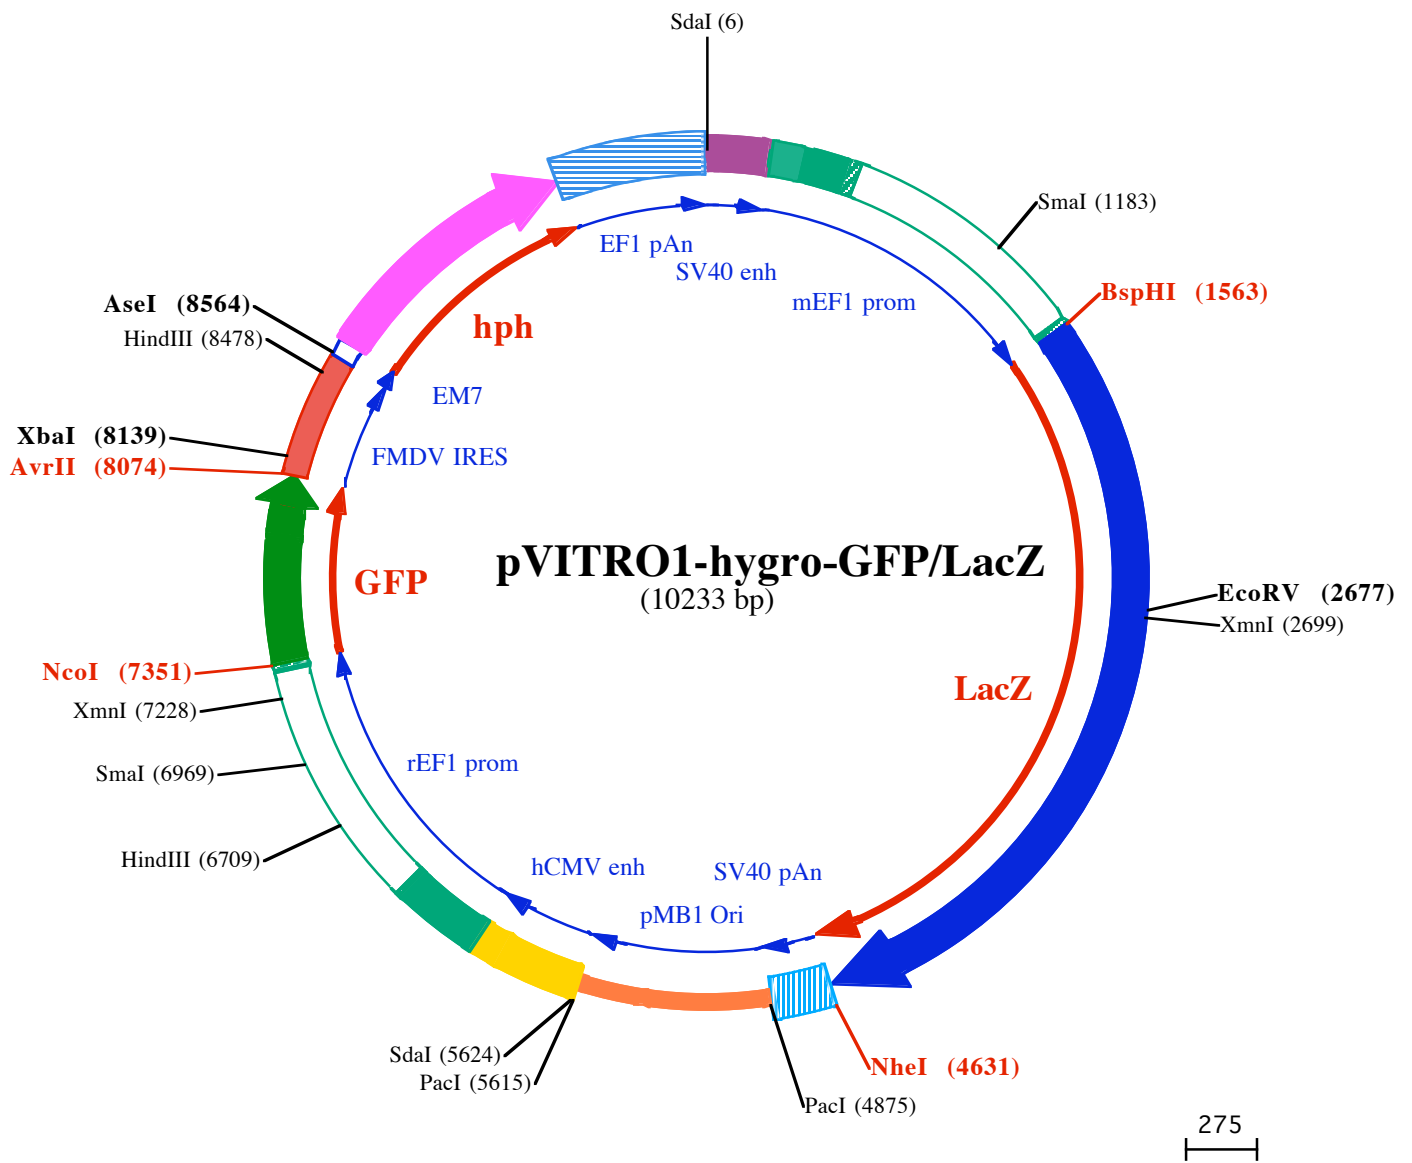 SdaI (6)
SmaI (1183)
EF1 pAn
SV40 enh
BspHI (1563)
mEF1 prom
AseI (8564)
hph
HindIII (8478)
EM7
XbaI (8139)
FMDV IRES
AvrII (8074)
pVITRO1-hygro-GFP/LacZ
GFP
(10233 bp)
EcoRV (2677)
XmnI (2699)
NcoI (7351)
LacZ
XmnI (7228)
rEF1 prom
SmaI (6969)
HindIII (6709)
hCMV enh
SV40 pAn
pMB1 Ori
SdaI (5624)
NheI (4631)
PacI (5615)
PacI (4875)
275